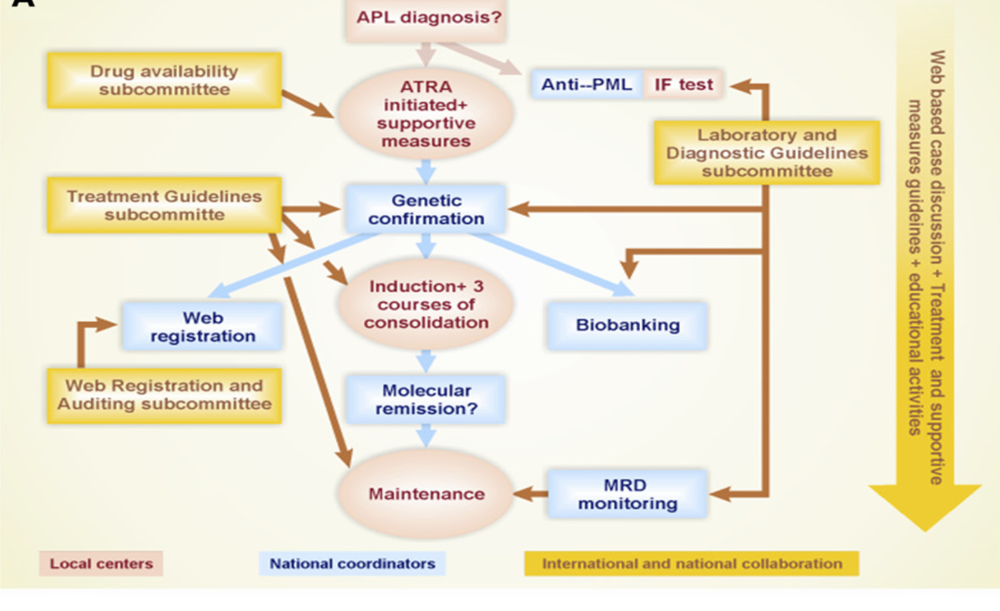 A
APL diagnosis?
Drug availability
subcommittee
ATRA
initiated+
supportive
measures
Anti--PML IF test
Laboratory and
Diagnostic Guidelines
subcommittee
Treatment Guidelines
subcommitte
Genetic
confirmation
Induction+ 3
courses of
consolidation
Web
registration
Biobanking
Web Registration and
Auditing subcommittee
Molecular
remission?
Maintenance
MRD
monitoring
Web based case discussion + Treatment and supportive
measures guideines + educational activities
Local centers
National coordinators
International and national collaboration